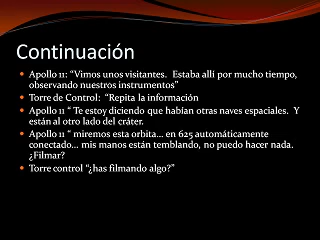 Continuación
Apollo 11: “Vimos unos visitantes.  Estaba allí por mucho tiempo,
observando nuestros instrumentos”
Torre de Control:  “Repita la información
Apollo 11 “ Te estoy diciendo que habían otras naves espaciales.  Y
están al otro lado del cráter.
Apollo 11 “ miremos esta orbita… en 625 automáticamente
conectado… mis manos están temblando, no puedo hacer nada.
¿Filmar?
Torre control “¿has filmando algo?”